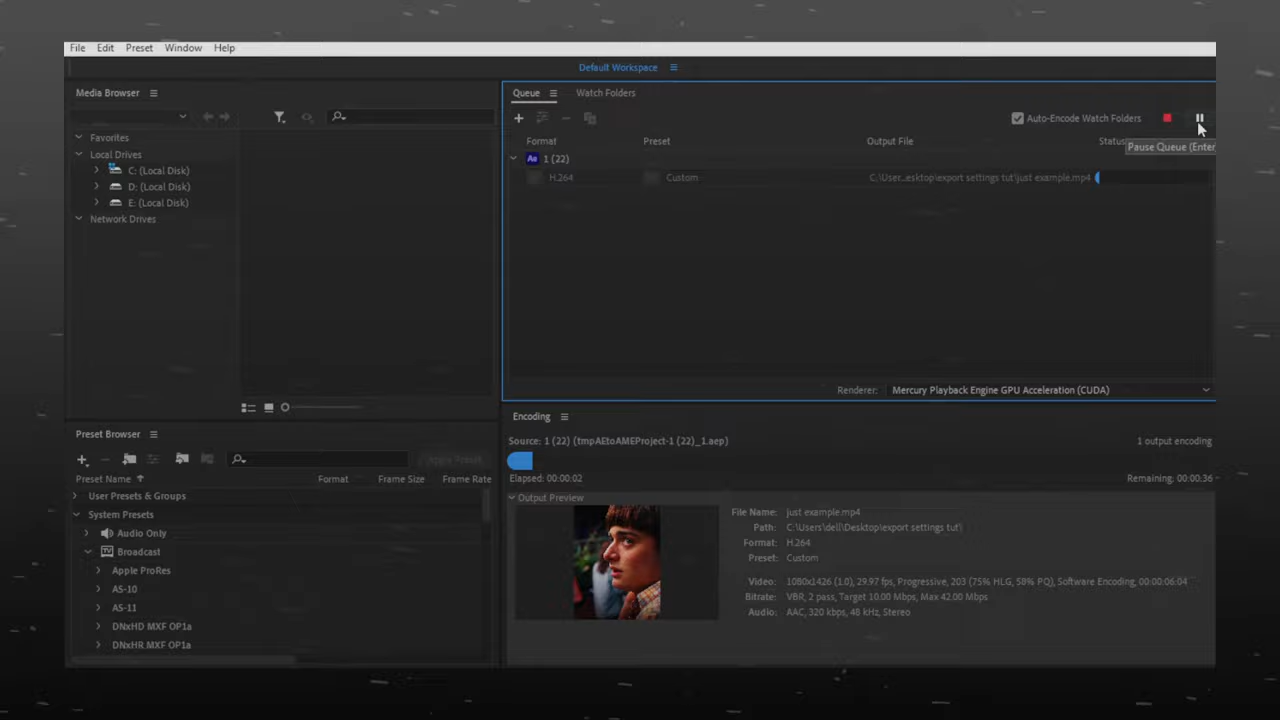 File Edit Preset Window Help
Default Workspace
Media Browser
Favorites
Local Drives
C: (Local Disk)
D: (Local Disk)
E: (Local Disk)
Network Drives
Queue Watch Folders
Auto-Encode Watch Folders
Format Preset Output File Status
Pause Queue (Enter
Ae 1 (22)
H.264 Custom C:\User...esktop\export settings tut\just example.mp4
Renderer: Mercury Playback Engine GPU Acceleration (CUDA)
Preset Browser
Apply Preset
Preset Name Format Frame Size Frame Rate
User Presets & Groups
System Presets
Audio Only
TV Broadcast
Apple ProRes
AS-10
AS-11
DNxHD MXF OP1a
DNxHR MXF OP1a
Encoding
Source: 1 (22) (tmpAEtoAMEProject-1 (22)_1.aep) 1 output encoding
Elapsed: 00:00:02 Remaining: 00:00:36
Output Preview
File Name: just example.mp4
Path: C:\Users\dell\Desktop\export settings tut\
Format: H.264
Preset: Custom
Video: 1080x1426 (1.0), 29.97 fps, Progressive, 203 (75% HLG, 58% PQ), Software Encoding, 00:00:06:04
Bitrate: VBR, 2 pass, Target 10.00 Mbps, Max 42.00 Mbps
Audio: AAC, 320 kbps, 48 kHz, Stereo